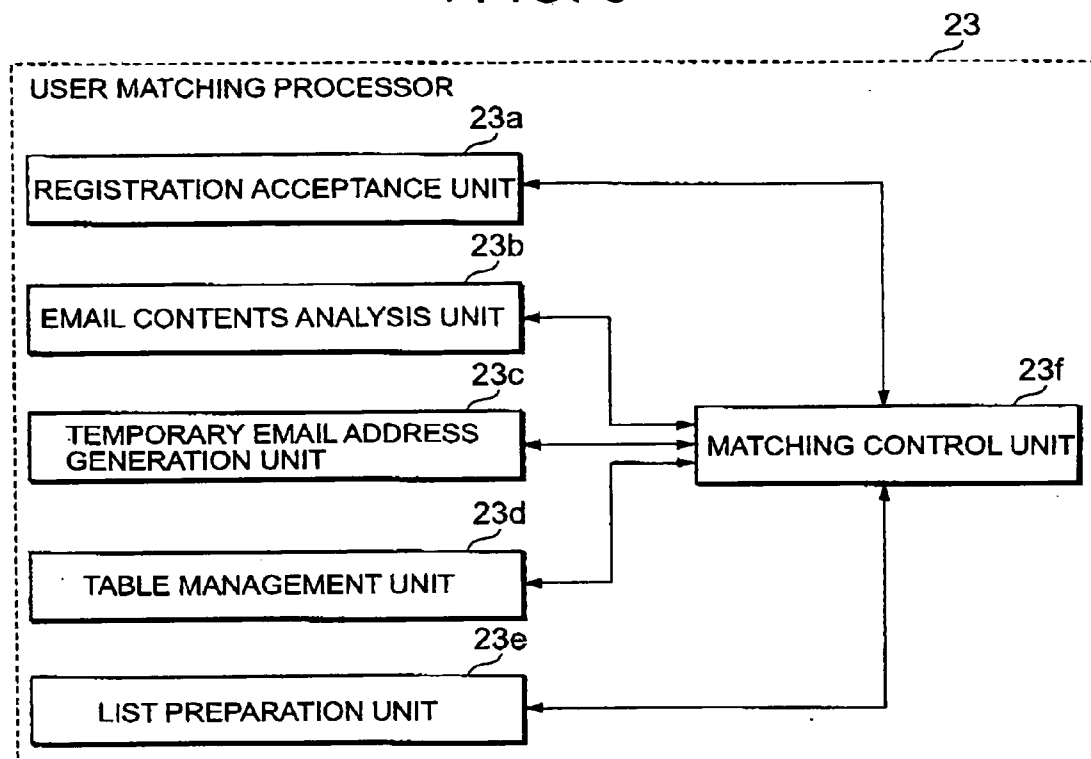 23
USER MATCHING PROCESSOR
23a
REGISTRATION ACCEPTANCE UNIT
23b
EMAIL CONTENTS ANALYSIS UNIT
23c
TEMPORARY EMAIL ADDRESS
GENERATION UNIT
23f
MATCHING CONTROL UNIT
23d
TABLE MANAGEMENT UNIT
23e
LIST PREPARATION UNIT